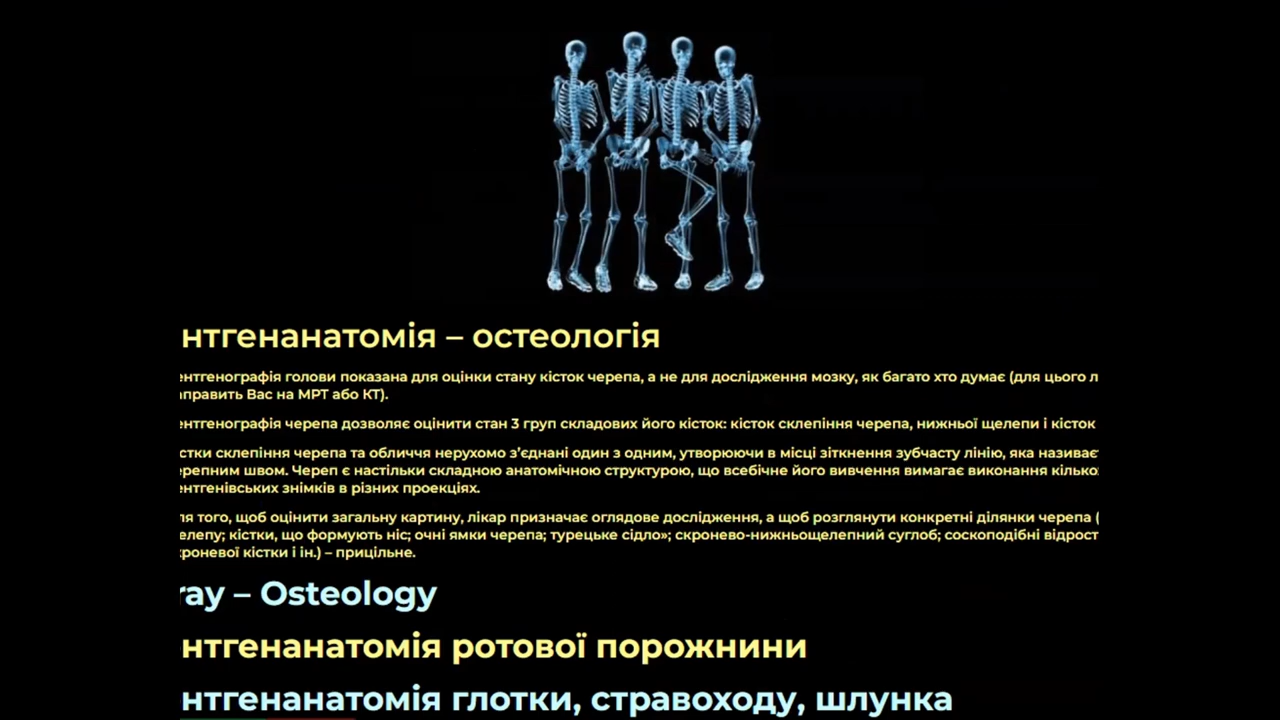 нтгенанатомія – остеологія
ентгенографія голови показана для оцінки стану кісток черепа, а не для дослідження мозку, як багато хто думає (для цього л
аправить Вас на МРТ або КТ).
ентгенографія черепа дозволяє оцінити стан 3 груп складових його кісток: кісток склепіння черепа, нижньої щелепи і кісток
істки склепіння черепа та обличчя нерухомо з’єднані один з одним, утворюючи в місці зіткнення зубчасту лінію, яка називає
ерепним швом. Череп є настільки складною анатомічною структурою, що всебічне його вивчення вимагає виконання кілько
ентгенівських знімків в різних проекціях.
ля того, щоб оцінити загальну картину, лікар призначає оглядове дослідження, а щоб розглянути конкретні ділянки черепа (
елепу; кістки, що формують ніс; очні ямки черепа; турецьке сідло»; скронево-нижньощелепний суглоб; соскоподібні відрост
кроневої кістки і ін.) – прицільне.
ray – Osteology
нтгенанатомія ротової порожнини
нтгенанатомія глотки, стравоходу, шлунка